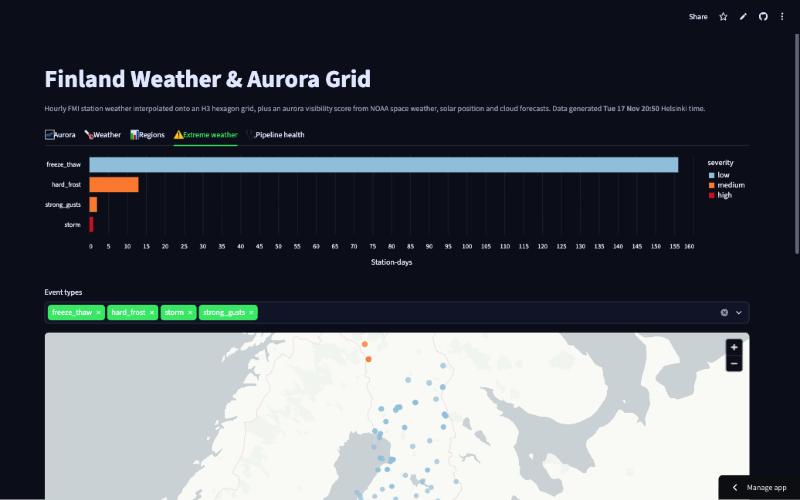 Share
Finland Weather & Aurora Grid
Hourly FMI station weather interpolated onto an H3 hexagon grid, plus an aurora visibility score from NOAA space weather, solar position and cloud forecasts. Data generated Tue 17 Nov 20:50 Helsinki time.
Aurora Weather Regions Extreme weather Pipeline health
freeze_thaw
hard_frost
strong_gusts
storm
0 5 10 15 20 25 30 35 40 45 50 55 60 65 70 75 80 85 90 95 100 105 110 115 120 125 130 135 140 145 150 155 160
Station-days
severity
low
medium
high
Event types
freeze_thaw × hard_frost × storm × strong_gusts ×
+
−
Manage app